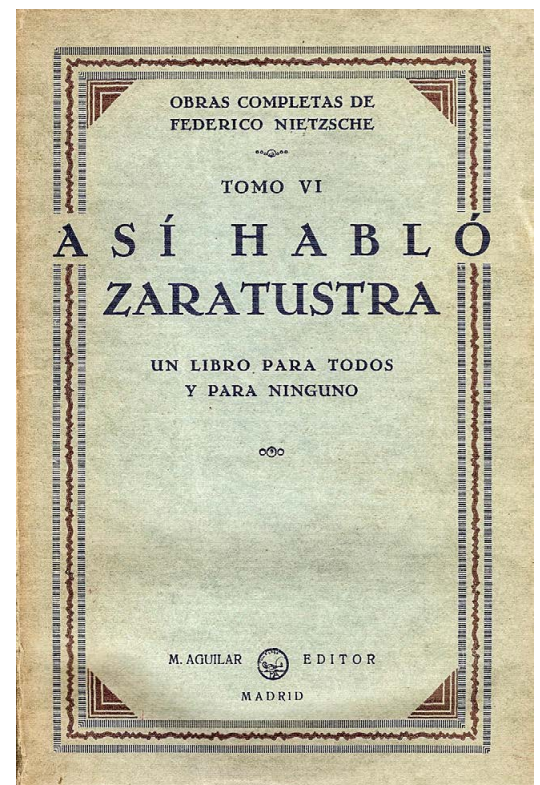 OBRAS COMPLETAS DE
FEDERICO NIETZSCHE
TOMO VI
ASÍ HABLÓ
ZARATUSTRA
UN LIBRO PARA TODOS
Y PARA NINGUNO
M. AGUILAR EDITOR
MADRID